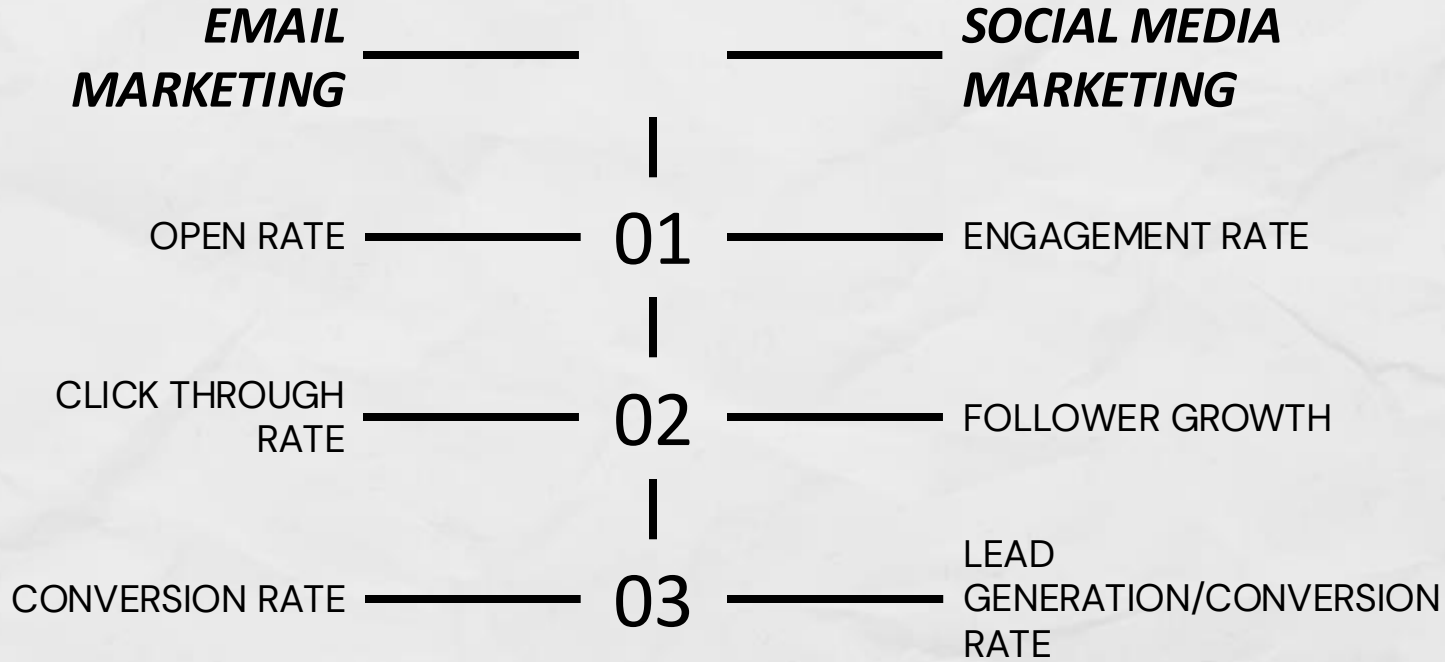 EMAIL
MARKETING
SOCIAL MEDIA
MARKETING
OPEN RATE
01
ENGAGEMENT RATE
CLICK THROUGH
RATE
02
FOLLOWER GROWTH
CONVERSION RATE
03
LEAD
GENERATION/CONVERSION
RATE